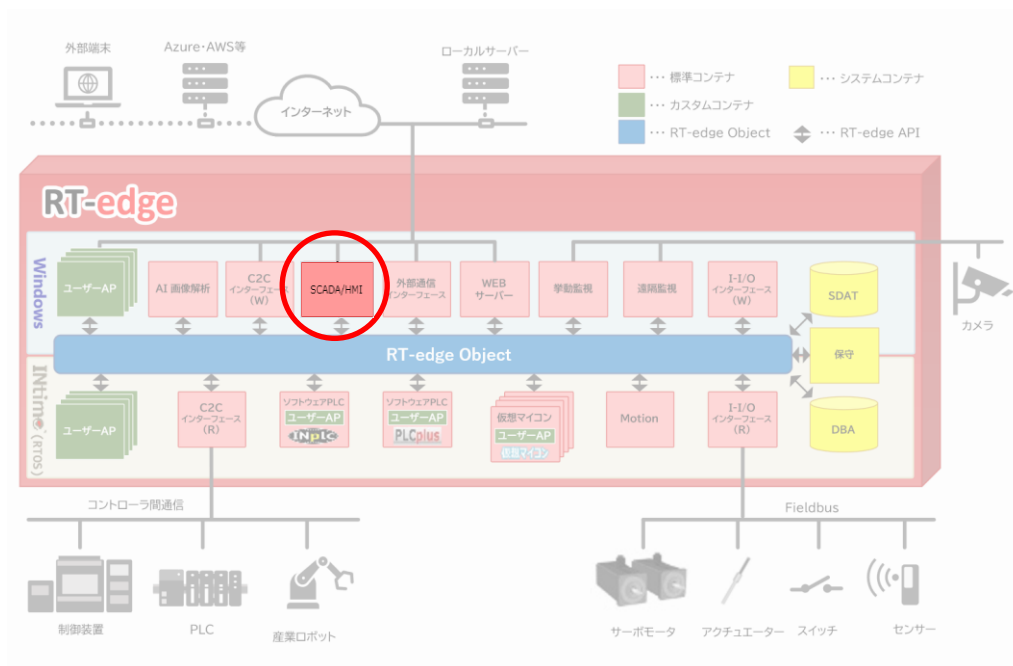 外部端末
Azure・AWS等
ローカルサーバー
インターネット
… 標準コンテナ
… システムコンテナ
… カスタムコンテナ
… RT-edge Object
… RT-edge API
RT-edge
Windows
ユーザーAP
AI 画像解析
C2C
インターフェース
(W)
SCADA/HMI
外部通信
インターフェース
WEB
サーバー
挙動監視
遠隔監視
I-I/O
インターフェース
(W)
SDAT
RT-edge Object
保守
INtime (RTOS)
ユーザーAP
C2C
インターフェース
(R)
ソフトウェアPLC
ユーザーAP
INplc
ソフトウェアPLC
ユーザーAP
PLCplus
仮想マイコン
ユーザーAP
仮想マイコン
Motion
I-I/O
インターフェース
(R)
DBA
カメラ
コントローラ間通信
Fieldbus
制御装置
PLC
産業ロボット
サーボモータ
アクチュエーター
スイッチ
センサー